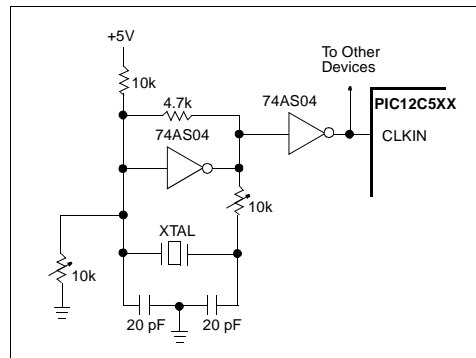 +5V
To Other
Devices
10k
4.7k
PIC12C5XX
74AS04
74AS04
CLKIN
10k
XTAL
10k
20 pF
20 pF